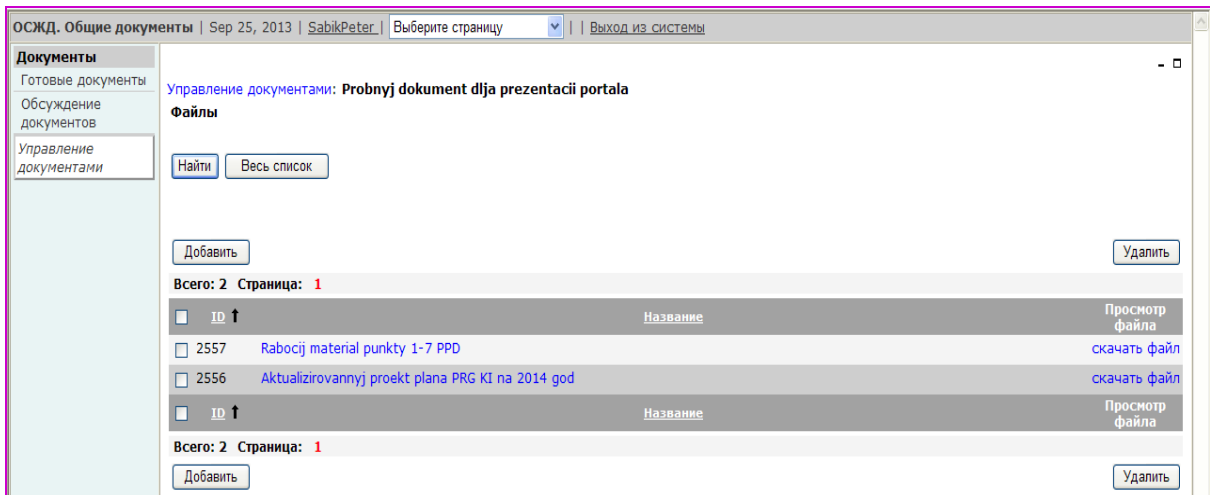 ОСЖД. Общие документы | Sep 25, 2013 | SabikPeter | Выберите страницу | | Выход из системы
Документы
Готовые документы
Обсуждение
документов
Управление
документами
Управление документами: Probnyj dokument dlja prezentacii portala
Файлы
Найти Весь список
Добавить Удалить
Всего: 2 Страница: 1
ID Название Просмотр
файла
2557 Rabocij material punkty 1-7 PPD скачать файл
2556 Aktualizirovannyj proekt plana PRG KI na 2014 god скачать файл
ID Название Просмотр
файла
Всего: 2 Страница: 1
Добавить Удалить